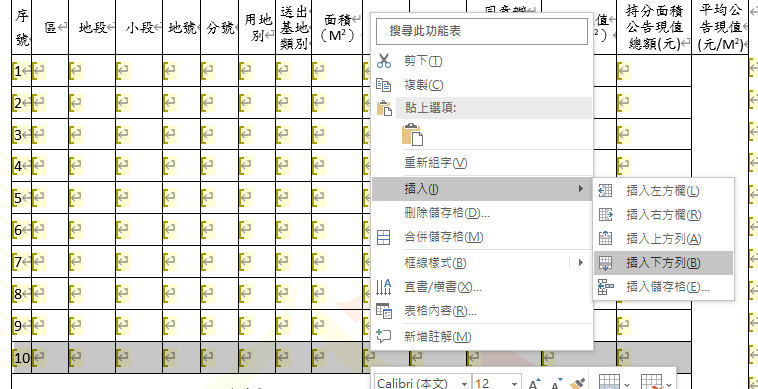 序號 區 地段 小段 地號 分號 用地別 送出基地類別 面積（M²） 持分面積公告現值總額(元) 平均公告現值(元/M²)
搜尋此功能表
剪下(T)
複製(C)
貼上選項:
重新組字(V)
插入(I)
刪除儲存格(D)...
合併儲存格(M)
框線樣式(B)
直書/橫書(X)...
表格內容(R)...
新增註解(M)
插入左方欄(L)
插入右方欄(R)
插入上方列(A)
插入下方列(B)
插入儲存格(E)...
1
2
3
4
5
6
7
8
9
10
Calibri (本文) 12